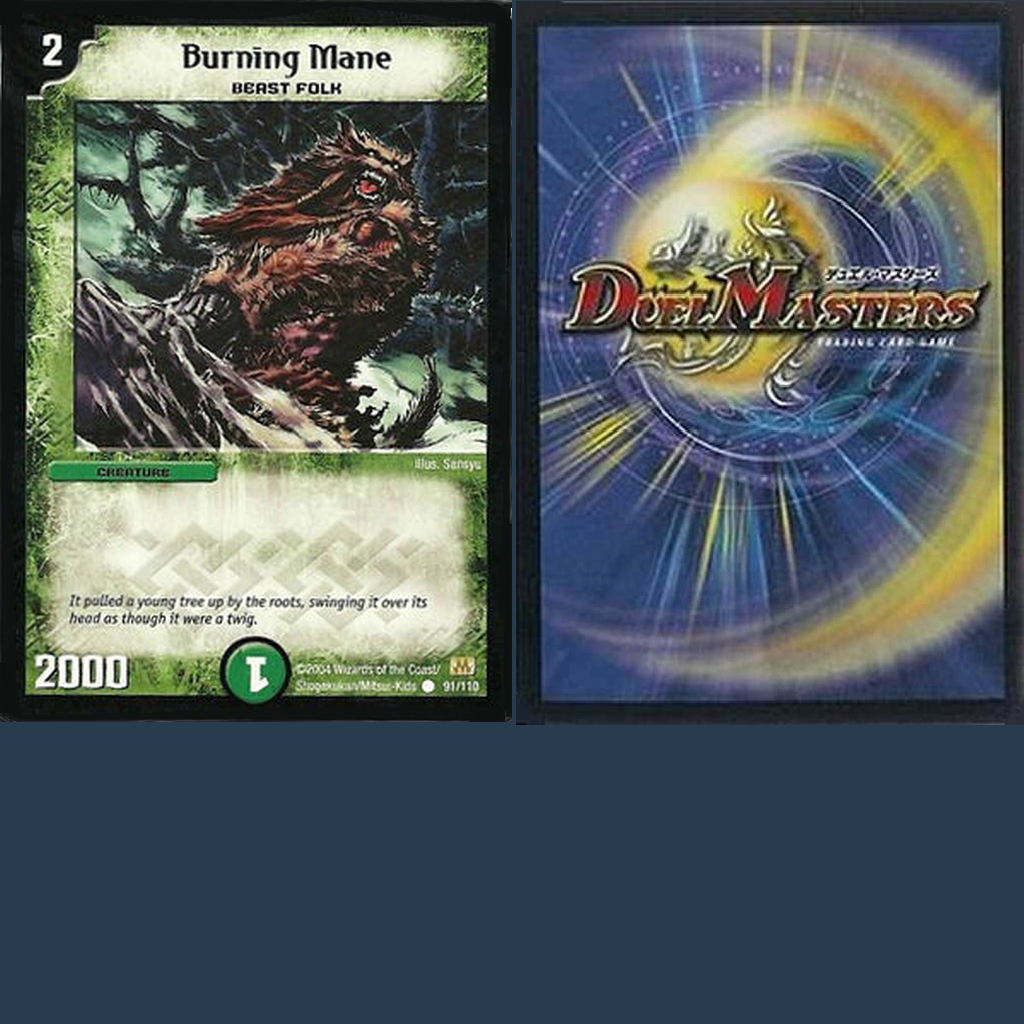 2
Burning Mane
BEAST FOLK
CREATURE
Illus. Sansyu
It pulled a young tree up by the roots, swinging it over its
head as though it were a twig.
2000
1
©2004 Wizards of the Coast/
Shogakukan/Mitsui-Kids
91/110
デュエル・マスターズ
DUEL MASTERS
TRADING CARD GAME